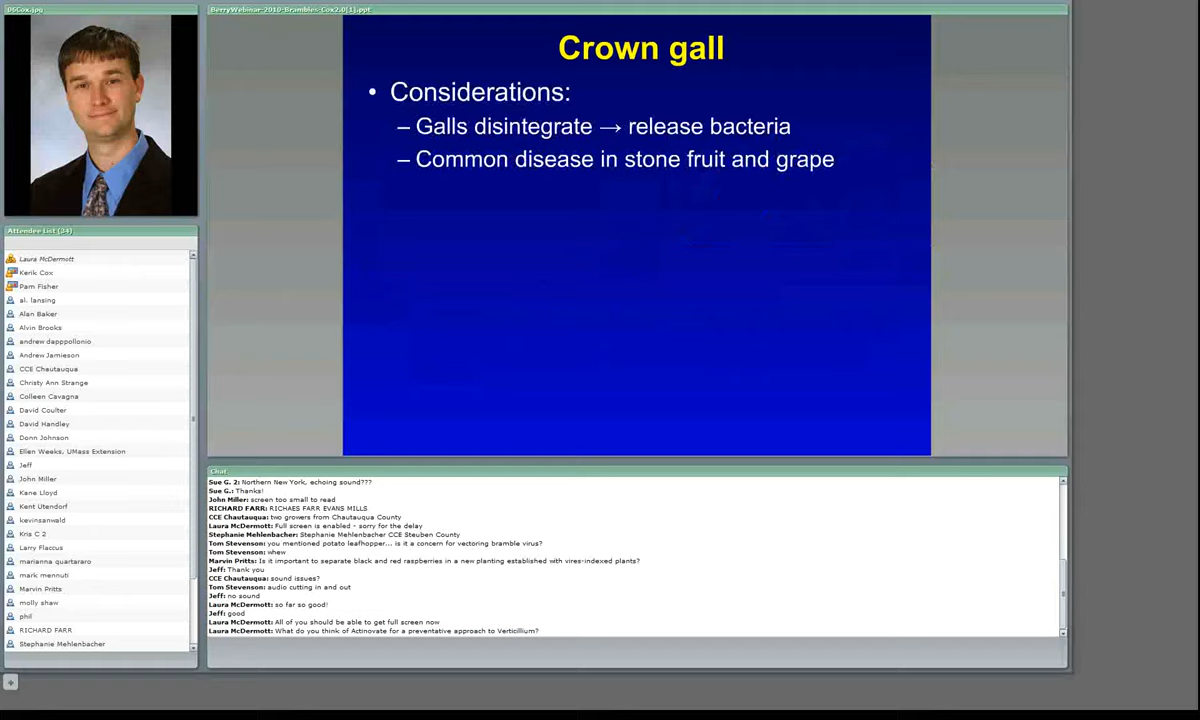 05Cox.jpg
BerryWebinar-2010-Brambles-Cox2.0[1].ppt
Crown gall
• Considerations:
– Galls disintegrate → release bacteria
– Common disease in stone fruit and grape
Attendee List (34)
Laura McDermott
Kerik Cox
Pam Fisher
al. lansing
Alan Baker
Alvin Brooks
andrew dapppollonio
Andrew Jamieson
CCE Chautauqua
Christy Ann Strange
Colleen Cavagna
David Coulter
David Handley
Donn Johnson
Ellen Weeks, UMass Extension
Jeff
John Miller
Kane Lloyd
Kent Utendorf
kevinsanwald
Kris C 2
Larry Flaccus
marianna quartararo
mark mennuti
Marvin Pritts
molly shaw
phil
RICHARD FARR
Stephanie Mehlenbacher
Chat
Sue G. 2: Northern New York, echoing sound???
Sue G.: Thanks!
John Miller: screen too small to read
RICHARD FARR: RICHAES FARR EVANS MILLS
CCE Chautauqua: two growers from Chautauqua County
Laura McDermott: Full screen is enabled - sorry for the delay
Stephanie Mehlenbacher: Stephanie Mehlenbacher CCE Steuben County
Tom Stevenson: you mentioned potato leafhopper... is it a concern for vectoring bramble virus?
Tom Stevenson: whew
Marvin Pritts: Is it important to separate black and red raspberries in a new planting established with virus-indexed plants?
Jeff: Thank you
CCE Chautauqua: sound issues?
Tom Stevenson: audio cutting in and out
Jeff: no sound
Laura McDermott: so far so good!
Jeff: good
Laura McDermott: All of you should be able to get full screen now
Laura McDermott: What do you think of Actinovate for a preventative approach to Verticillium?